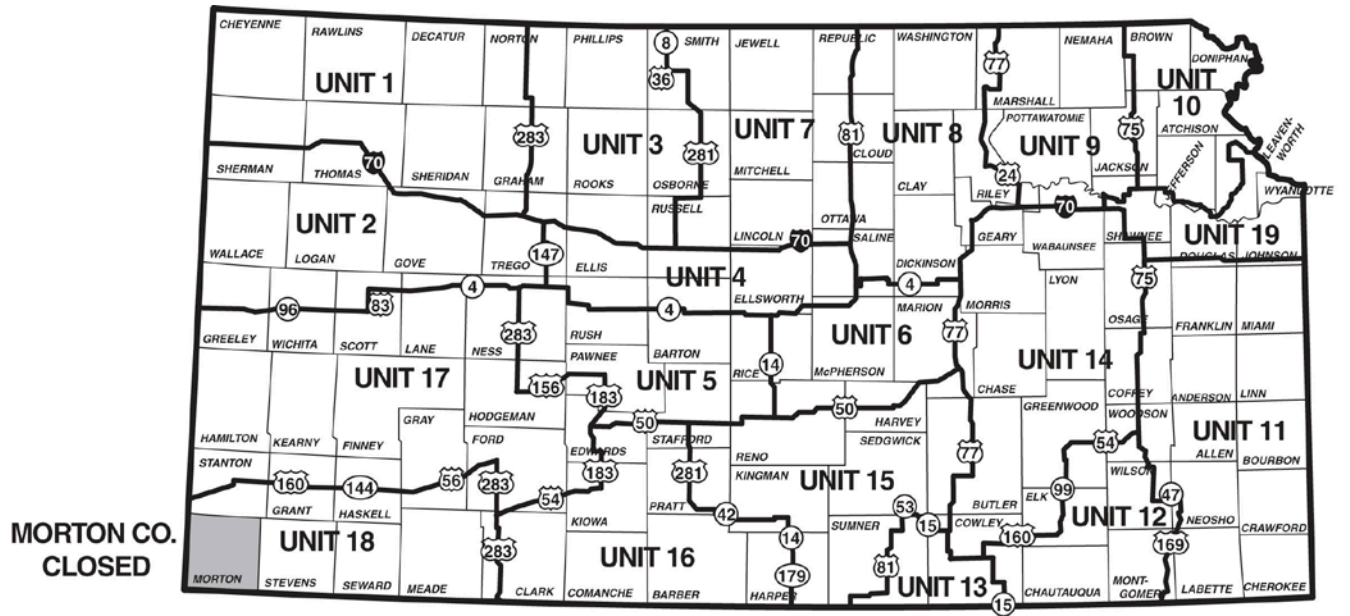 CHEYENNE
RAWLINS
DECATUR
NORTON
PHILLIPS
8
SMITH
JEWELL
REPUBLIC
WASHINGTON
77
NEMAHA
BROWN
DONIPHAN
UNIT 1
36
MARSHALL
UNIT
10
283
UNIT 3
281
UNIT 7
81
UNIT 8
POTTAWATOMIE
UNIT 9
75
ATCHISON
LEAVEN-
WORTH
SHERMAN
THOMAS
70
SHERIDAN
GRAHAM
ROOKS
OSBORNE
MITCHELL
CLOUD
CLAY
24
RILEY
JACKSON
JEFFERSON
WYANDOTTE
UNIT 2
RUSSELL
OTTAWA
70
WALLACE
LOGAN
GOVE
TREGO
147
ELLIS
UNIT 4
LINCOLN
70
SALINE
DICKINSON
GEARY
WABAUNSEE
SHAWNEE
UNIT 19
DOUGLAS
JOHNSON
96
83
4
4
ELLSWORTH
4
MARION
MORRIS
LYON
75
OSAGE
GREELEY
WICHITA
SCOTT
LANE
NESS
283
RUSH
BARTON
UNIT 6
77
FRANKLIN
MIAMI
UNIT 17
156
PAWNEE
183
UNIT 5
RICE
14
McPHERSON
UNIT 14
CHASE
COFFEY
ANDERSON
LINN
HAMILTON
KEARNY
FINNEY
GRAY
HODGEMAN
50
STAFFORD
50
HARVEY
GREENWOOD
WOODSON
UNIT 11
STANTON
FORD
EDWARDS
RENO
SEDGWICK
77
54
ALLEN
BOURBON
160
144
56
283
183
281
KINGMAN
UNIT 15
WILSON
GRANT
HASKELL
54
KIOWA
PRATT
42
53
BUTLER
ELK
99
47
NEOSHO
MORTON CO.
CLOSED
UNIT 18
283
UNIT 16
14
SUMNER
15
COWLEY
160
UNIT 12
169
CRAWFORD
MORTON
STEVENS
SEWARD
MEADE
CLARK
COMANCHE
BARBER
HARPER
179
81
UNIT 13
15
CHAUTAUQUA
MONT-
GOMERY
LABETTE
CHEROKEE